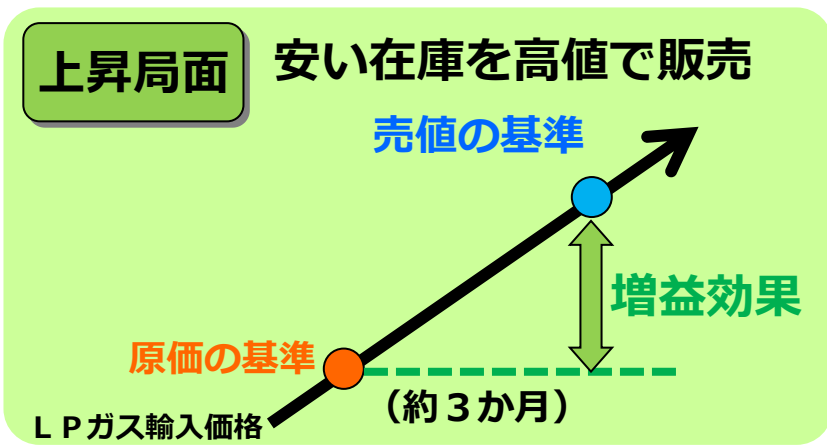 上昇局面
安い在庫を高値で販売
売値の基準
増益効果
原価の基準
（約３か月）
ＬＰガス輸入価格